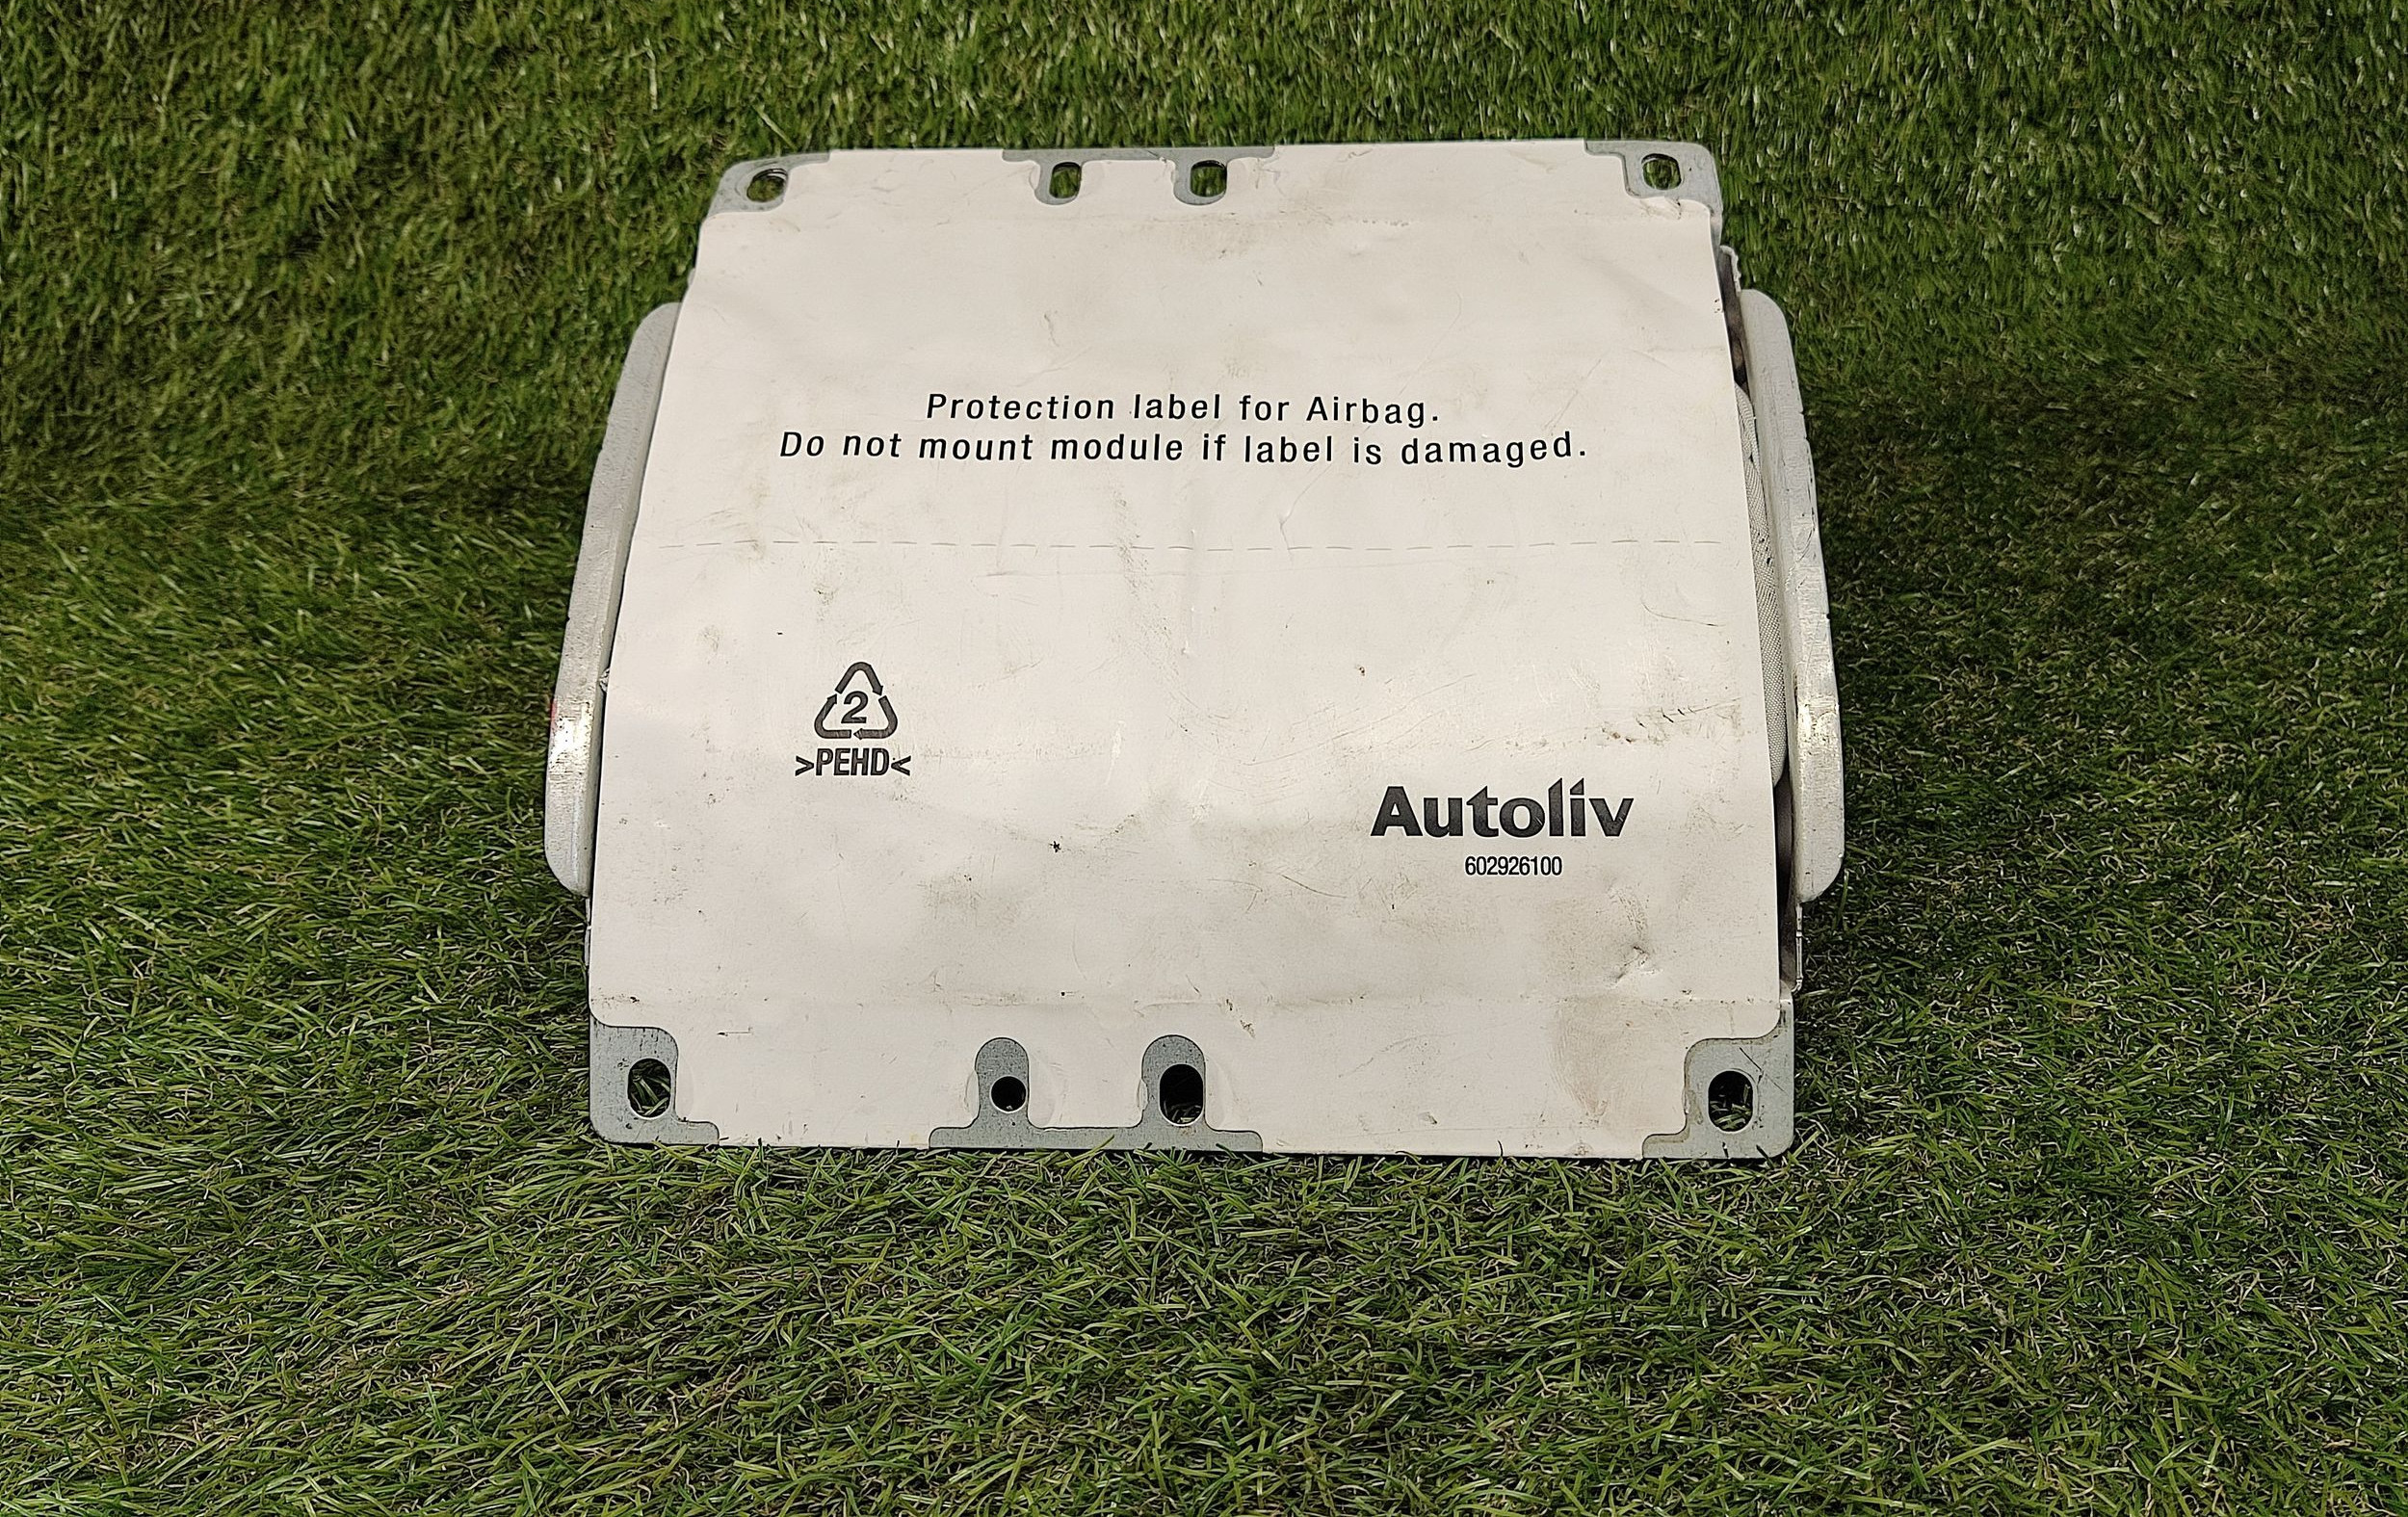 Protection label for Airbag.
Do not mount module if label is damaged.
2
>PEHD<
Autoliv
602926100